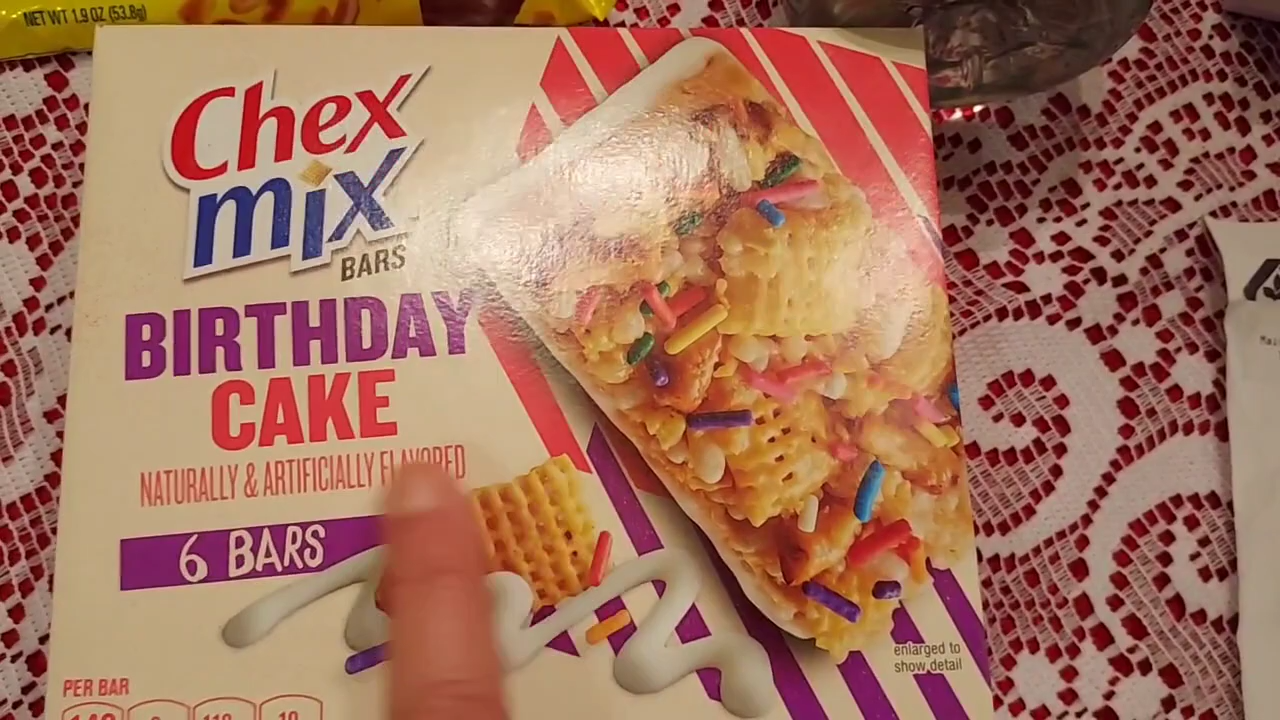 NET WT 1.9 OZ (53.8g)
Chex
mix
BARS
BIRTHDAY
CAKE
NATURALLY & ARTIFICIALLY FLAVORED
6 BARS
enlarged to
show detail
PER BAR